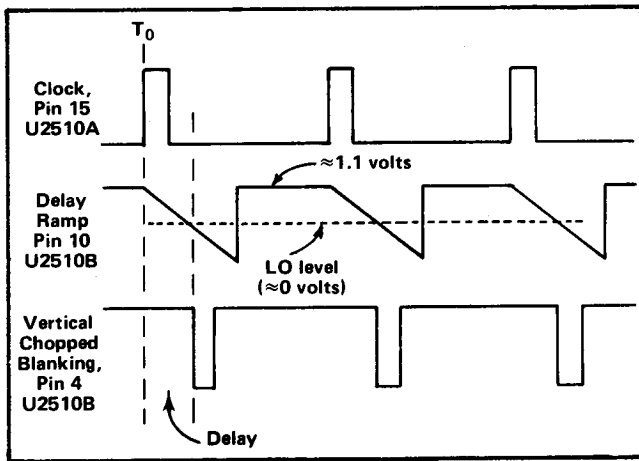 T0
Clock,
Pin 15
U2510A
≈1.1 volts
Delay
Ramp
Pin 10
U2510B
LO level
(≈0 volts)
Vertical
Chopped
Blanking,
Pin 4
U2510B
Delay